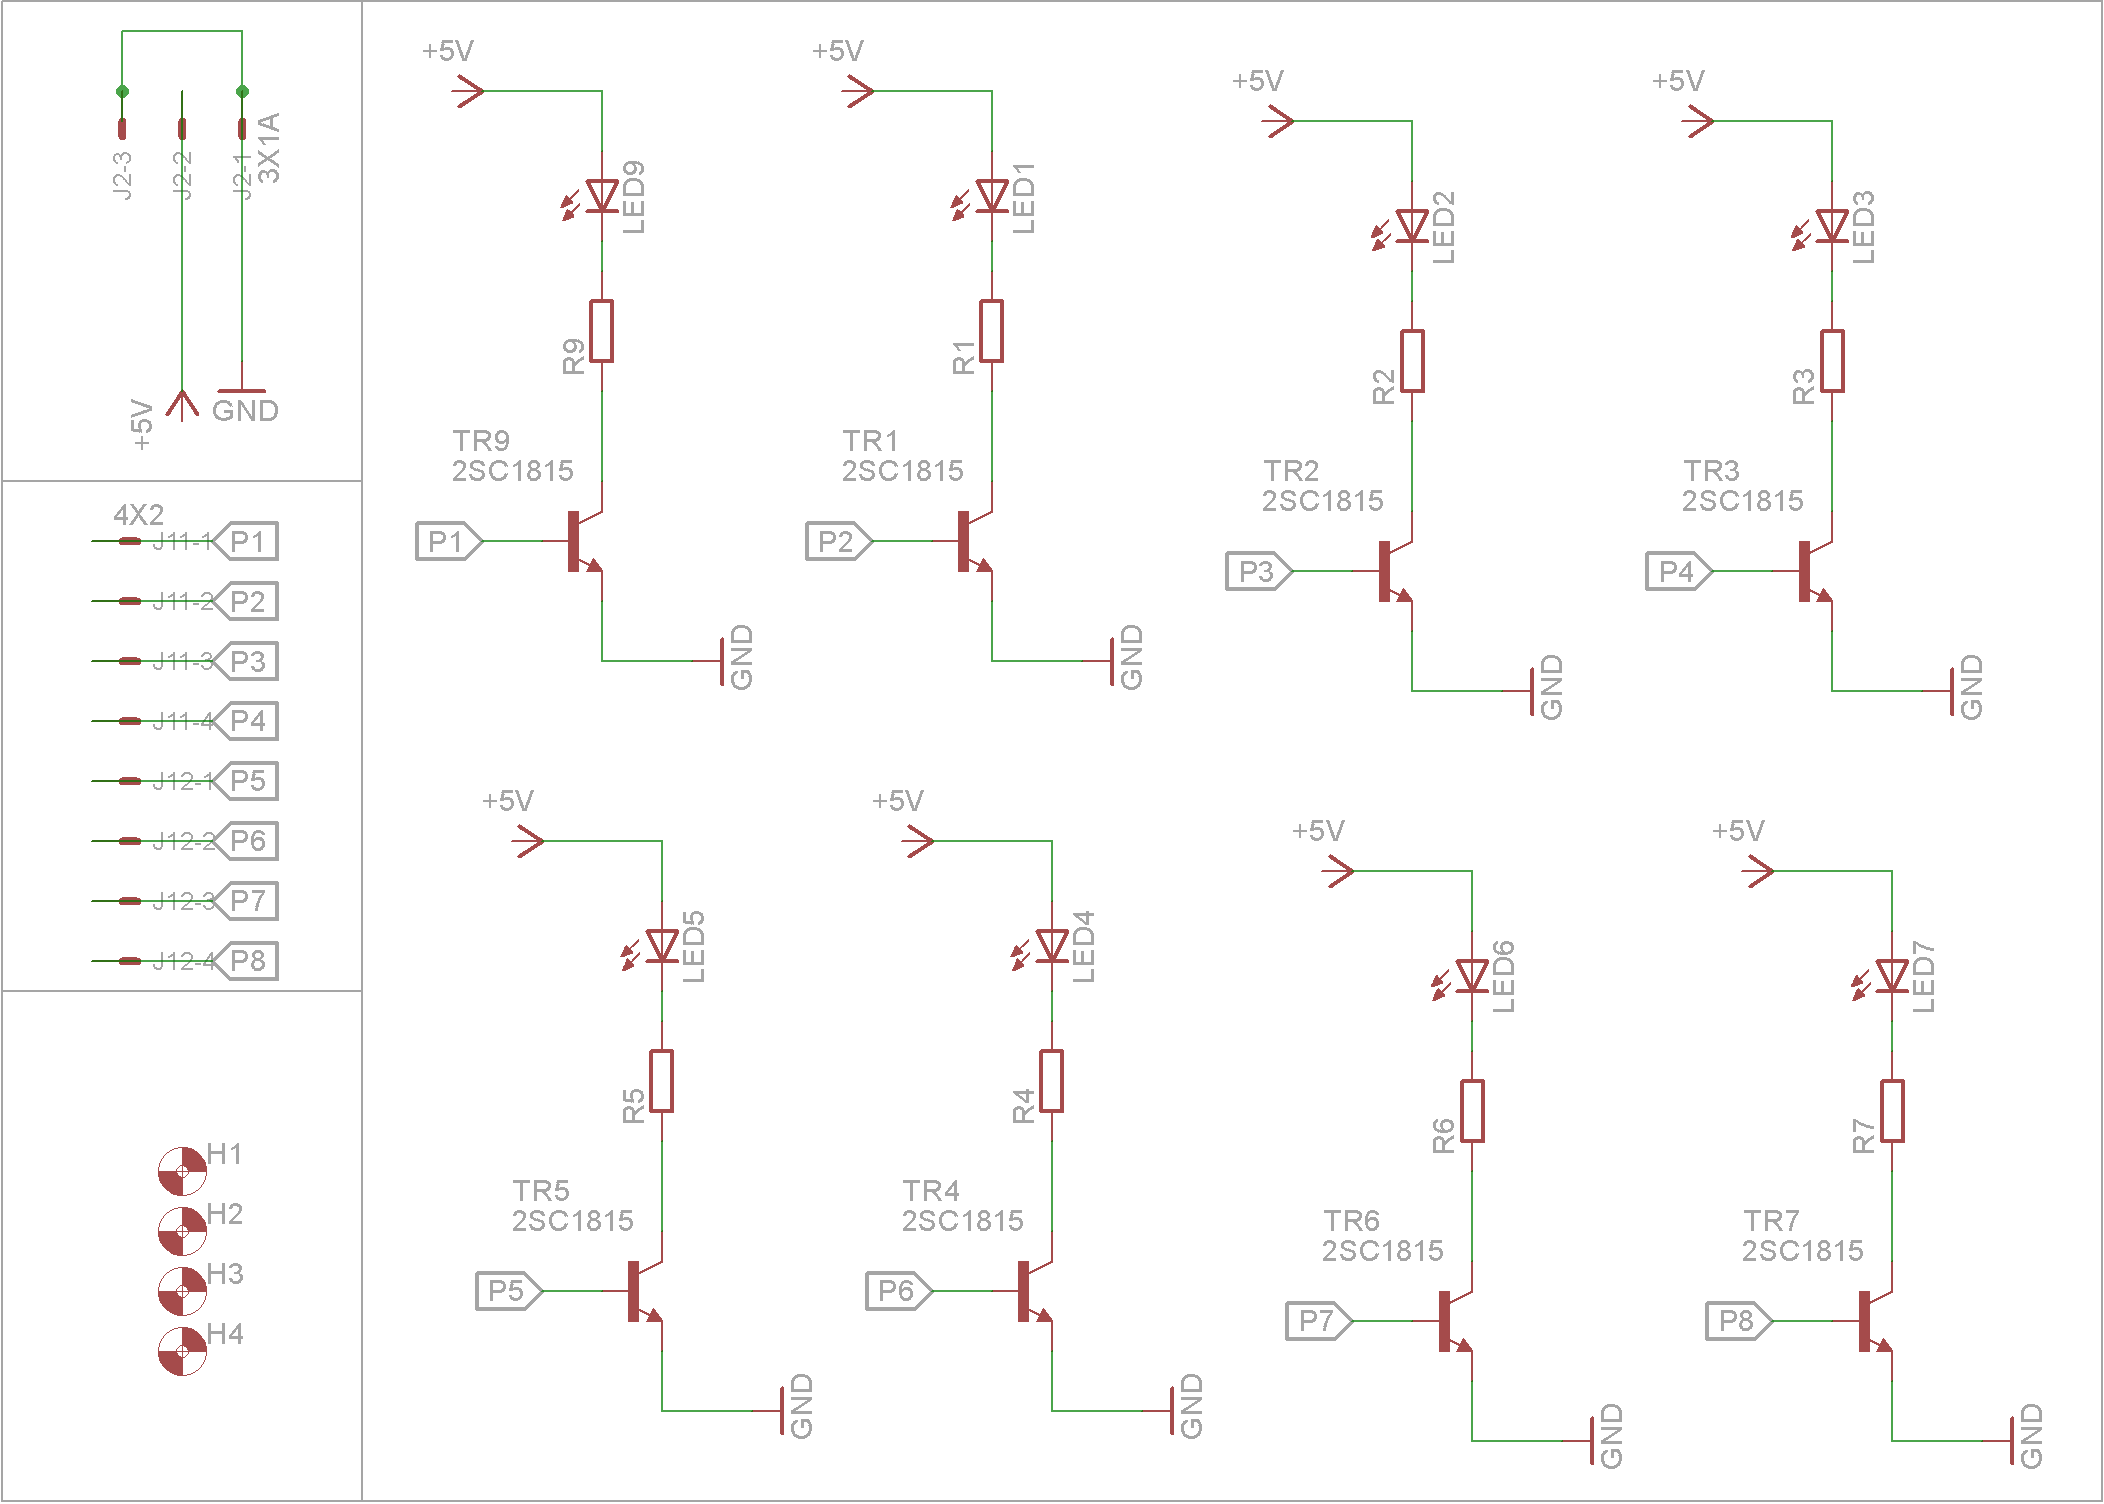 J2-3
J2-2
J2-1
3X1A
+5V
GND
4X2
J11-1
P1
J11-2
P2
J11-3
P3
J11-4
P4
J12-1
P5
J12-2
P6
J12-3
P7
J12-4
P8
H1
H2
H3
H4
+5V
LED9
R9
TR9
2SC1815
P1
GND
+5V
LED1
R1
TR1
2SC1815
P2
GND
+5V
LED2
R2
TR2
2SC1815
P3
GND
+5V
LED3
R3
TR3
2SC1815
P4
GND
+5V
LED5
R5
TR5
2SC1815
P5
GND
+5V
LED4
R4
TR4
2SC1815
P6
GND
+5V
LED6
R6
TR6
2SC1815
P7
GND
+5V
LED7
R7
TR7
2SC1815
P8
GND